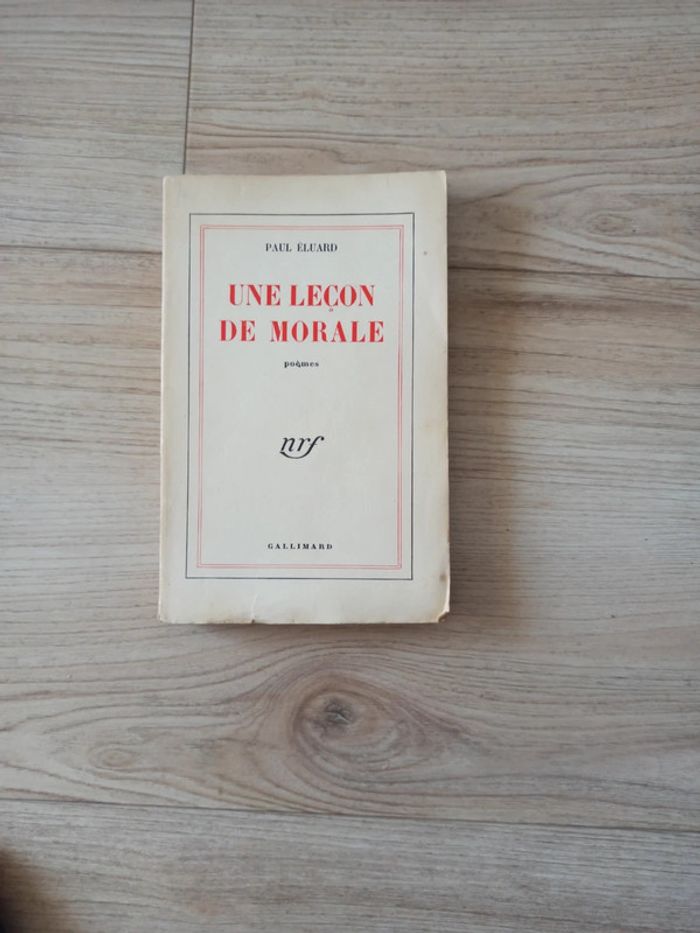 PAUL ÉLUARD
UNE LEÇON
DE MORALE
poèmes
nrf
GALLIMARD